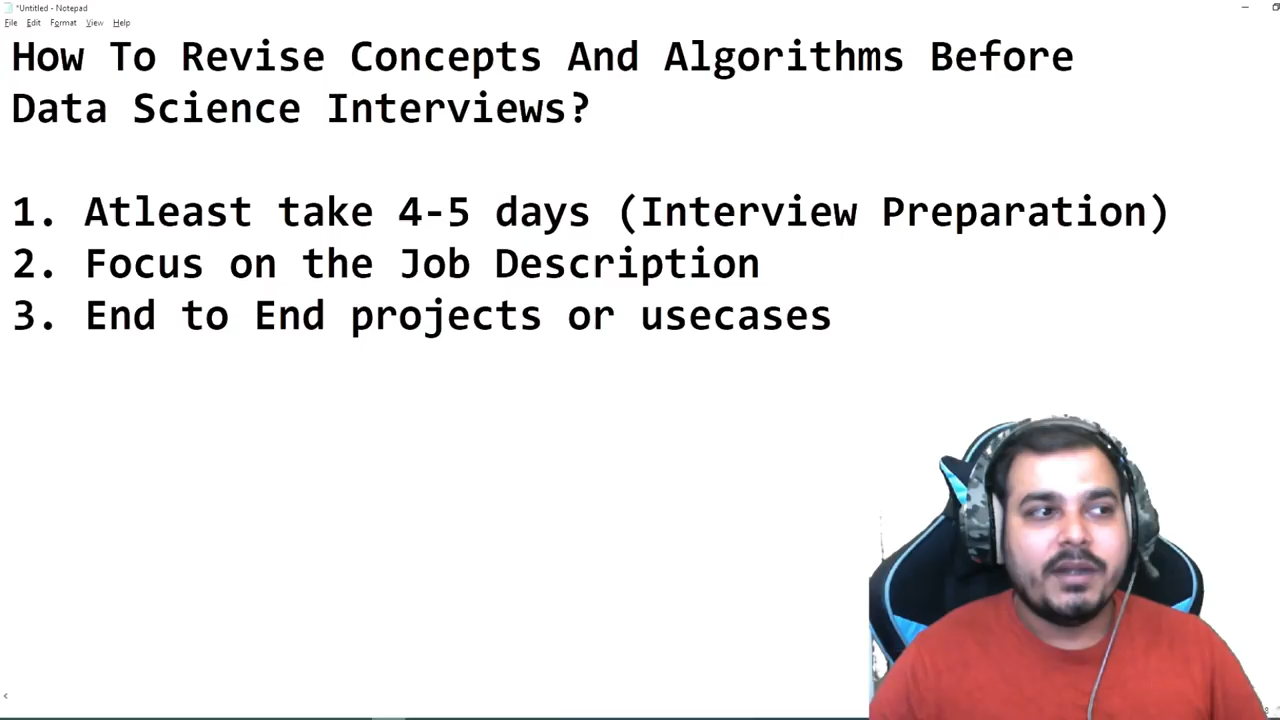 *Untitled - Notepad
File Edit Format View Help
How To Revise Concepts And Algorithms Before
Data Science Interviews?
1. Atleast take 4-5 days (Interview Preparation)
2. Focus on the Job Description
3. End to End projects or usecases